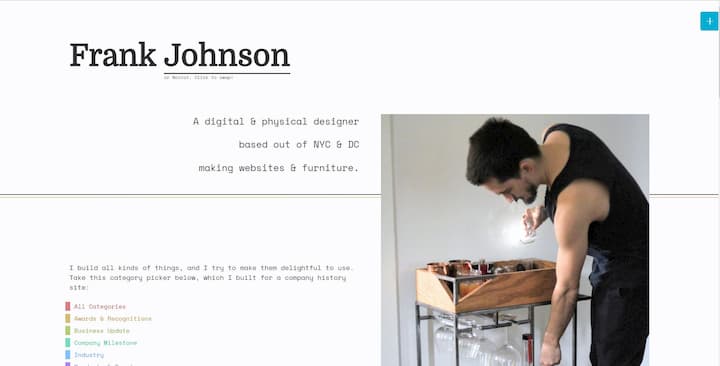 Frank Johnson
A digital & physical designer
based out of NYC & DC
making websites & furniture.
I build all kinds of things, and I try to make them delightful to use.
Take this category picker below, which I built for a company history
site:
All Categories
Awards & Recognitions
Business Update
Company Milestone
Industry